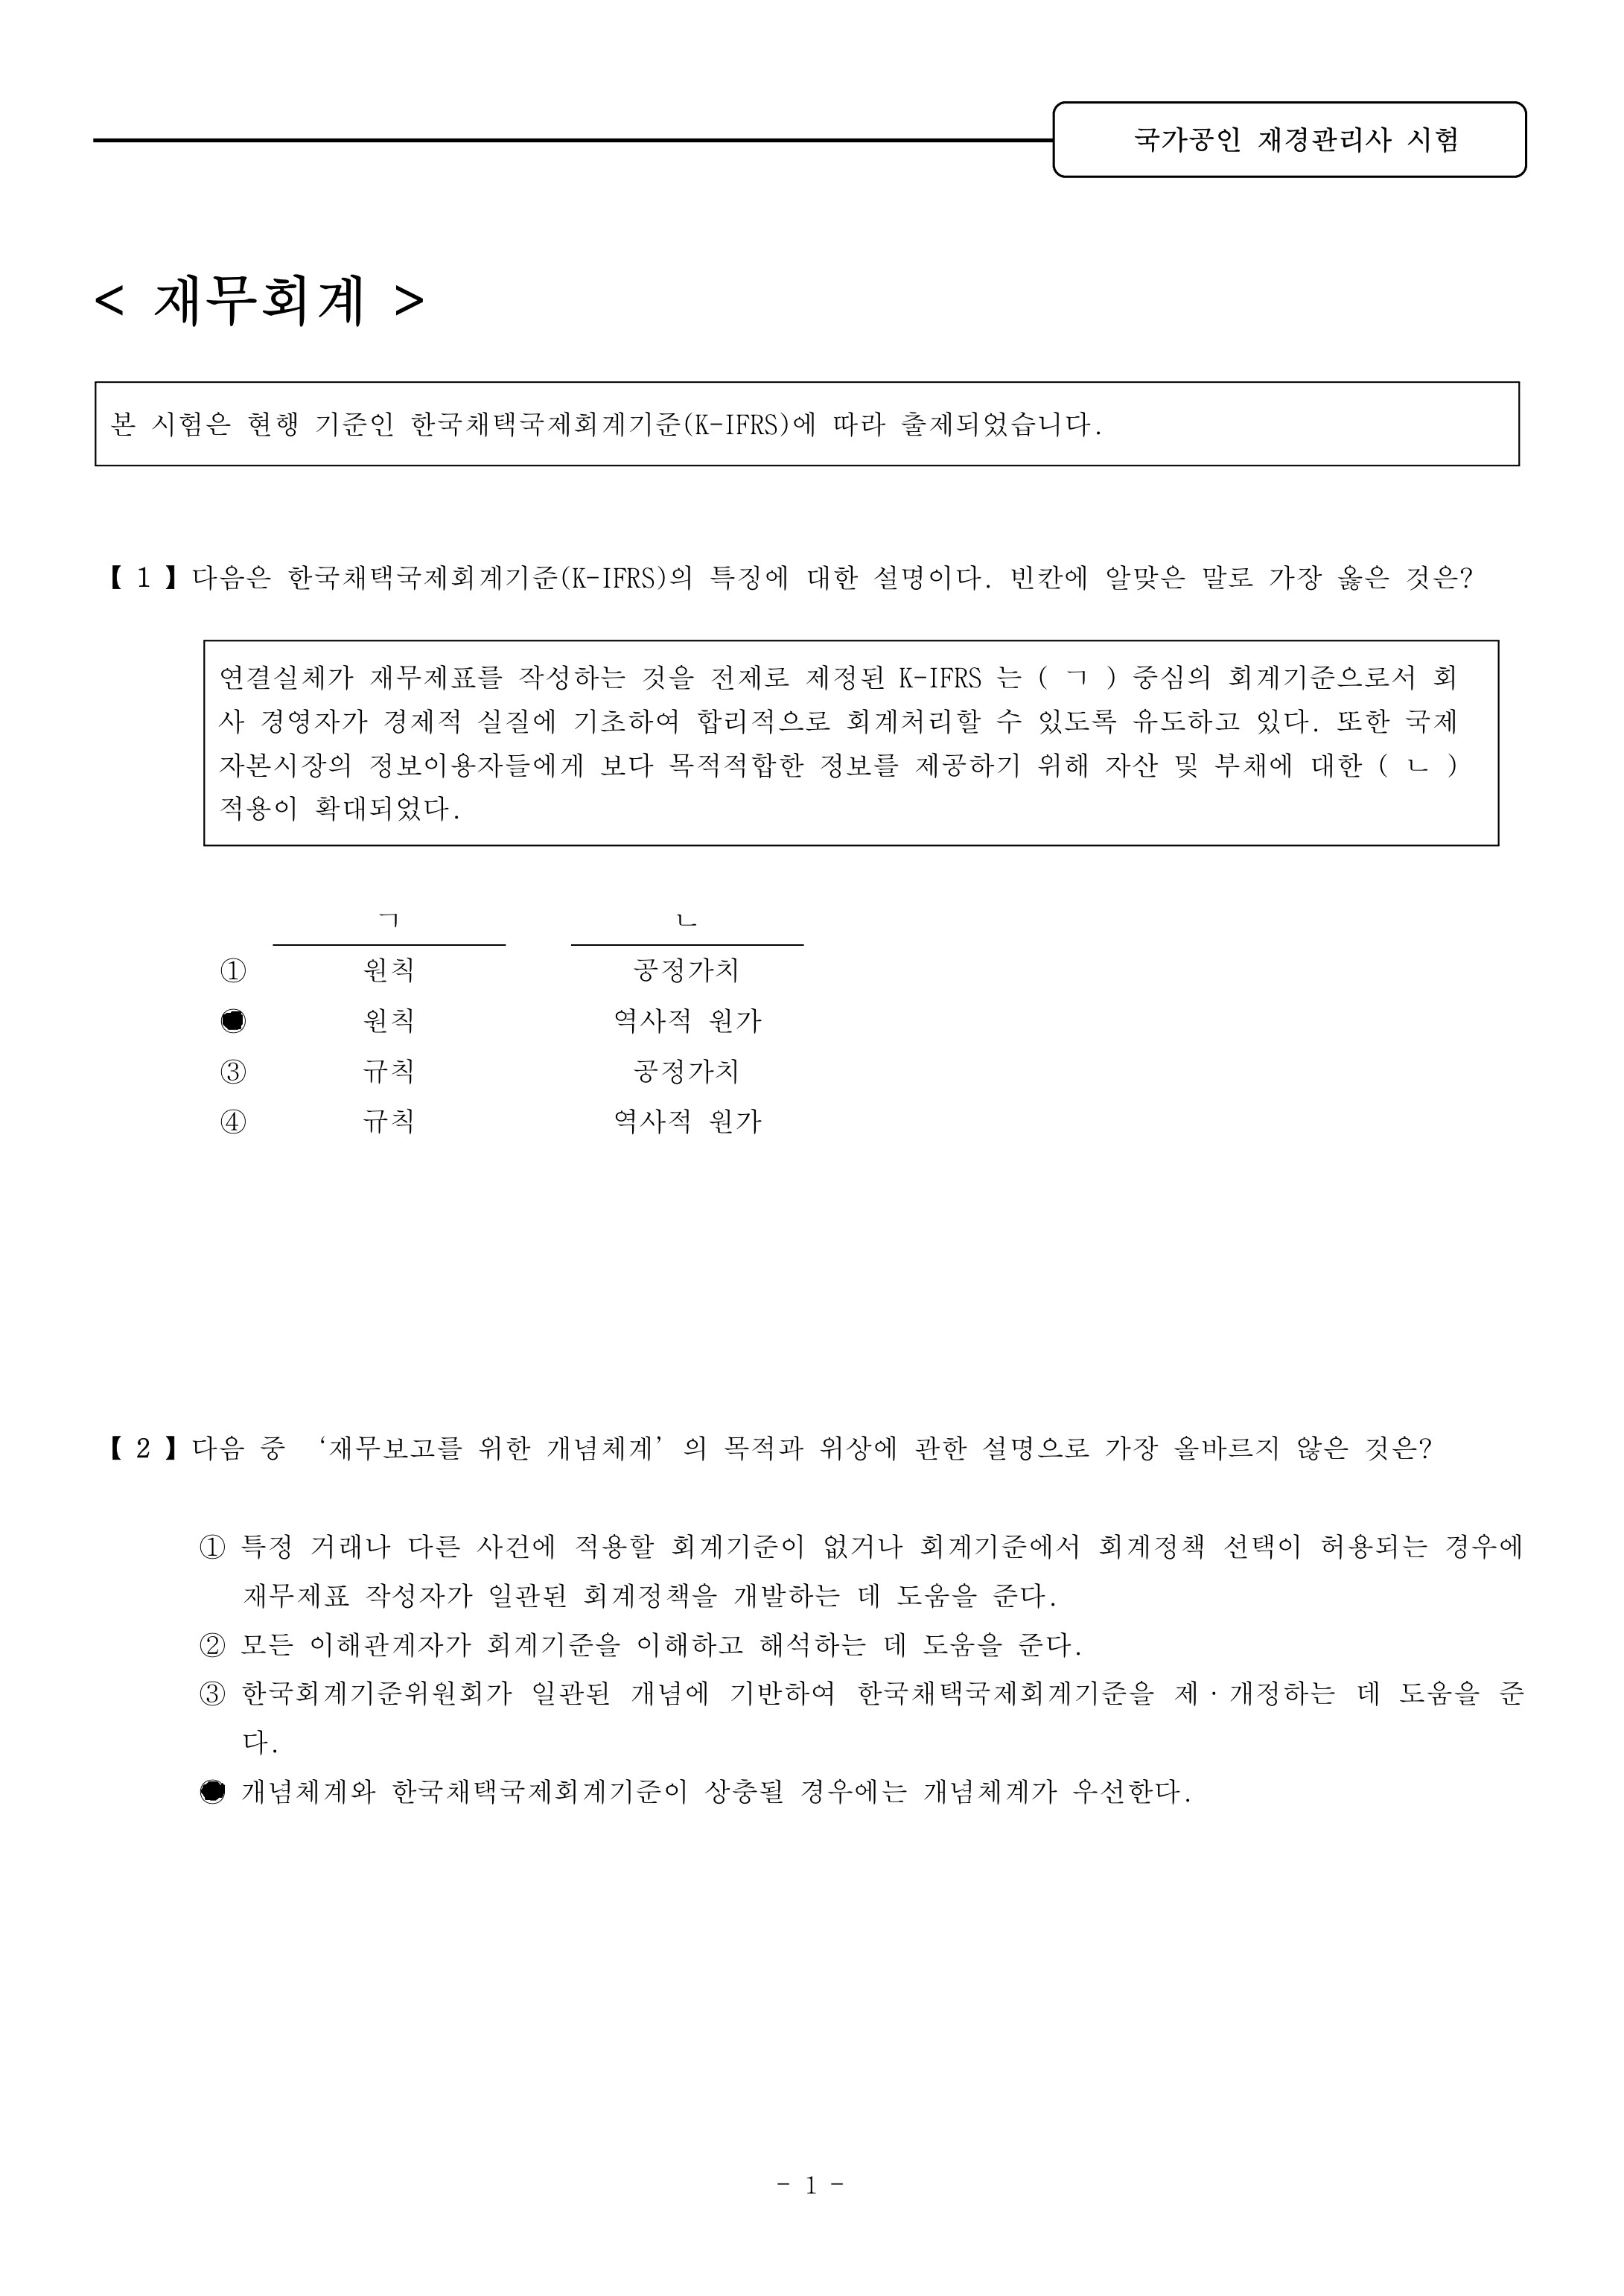 국가공인 재경관리사 시험
< 재무회계 >
본 시험은 현행 기준인 한국채택국제회계기준(K-IFRS)에 따라 출제되었습니다.
【 1 】 다음은 한국채택국제회계기준(K-IFRS)의 특징에 대한 설명이다. 빈칸에 알맞은 말로 가장 옳은 것은?
연결실체가 재무제표를 작성하는 것을 전제로 제정된 K-IFRS 는 ( ㄱ ) 중심의 회계기준으로서 회
사 경영자가 경제적 실질에 기초하여 합리적으로 회계처리할 수 있도록 유도하고 있다. 또한 국제
자본시장의 정보이용자들에게 보다 목적적합한 정보를 제공하기 위해 자산 및 부채에 대한 ( ㄴ )
적용이 확대되었다.
ㄱ ㄴ
① 원칙 공정가치
원칙 역사적 원가
③ 규칙 공정가치
④ 규칙 역사적 원가
【 2 】 다음 중 ‘재무보고를 위한 개념체계’의 목적과 위상에 관한 설명으로 가장 올바르지 않은 것은?
① 특정 거래나 다른 사건에 적용할 회계기준이 없거나 회계기준에서 회계정책 선택이 허용되는 경우에
재무제표 작성자가 일관된 회계정책을 개발하는 데 도움을 준다.
② 모든 이해관계자가 회계기준을 이해하고 해석하는 데 도움을 준다.
③ 한국회계기준위원회가 일관된 개념에 기반하여 한국채택국제회계기준을 제·개정하는 데 도움을 준
다.
개념체계와 한국채택국제회계기준이 상충될 경우에는 개념체계가 우선한다.
- 1 -